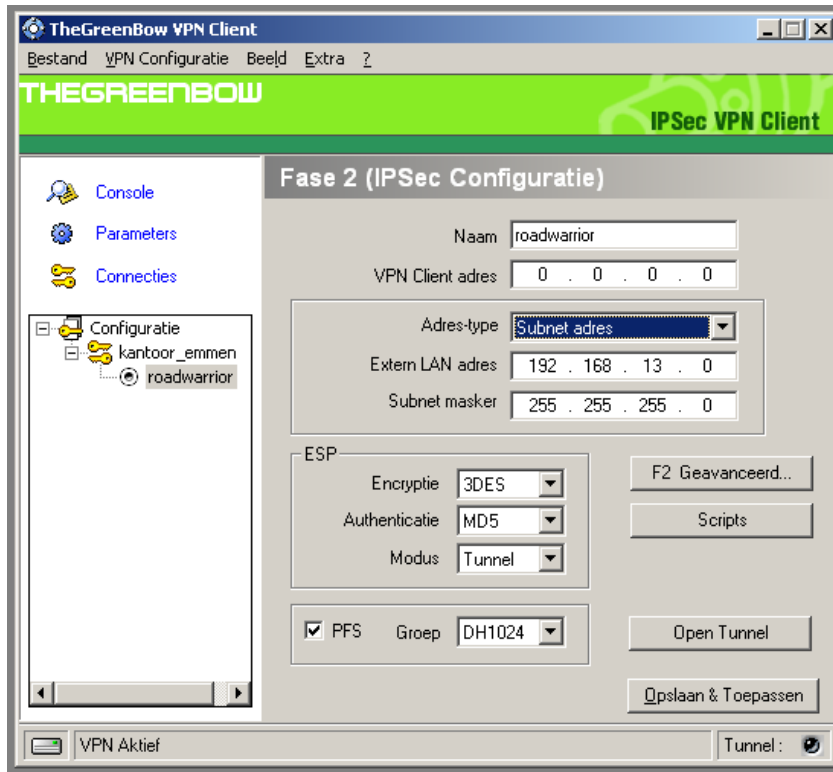 TheGreenBow VPN Client
Bestand VPN Configuratie Beeld Extra ?
THEGREENBOW
IPSec VPN Client
Console
Parameters
Connecties
Configuratie
kantoor_emmen
roadwarrior
Fase 2 (IPSec Configuratie)
Naam roadwarrior
VPN Client adres 0 . 0 . 0 . 0
Adres-type Subnet adres
Extern LAN adres 192 . 168 . 13 . 0
Subnet masker 255 . 255 . 255 . 0
ESP
Encryptie 3DES
Authenticatie MD5
Modus Tunnel
F2 Geavanceerd...
Scripts
PFS Groep DH1024
Open Tunnel
Opslaan & Toepassen
VPN Aktief
Tunnel :